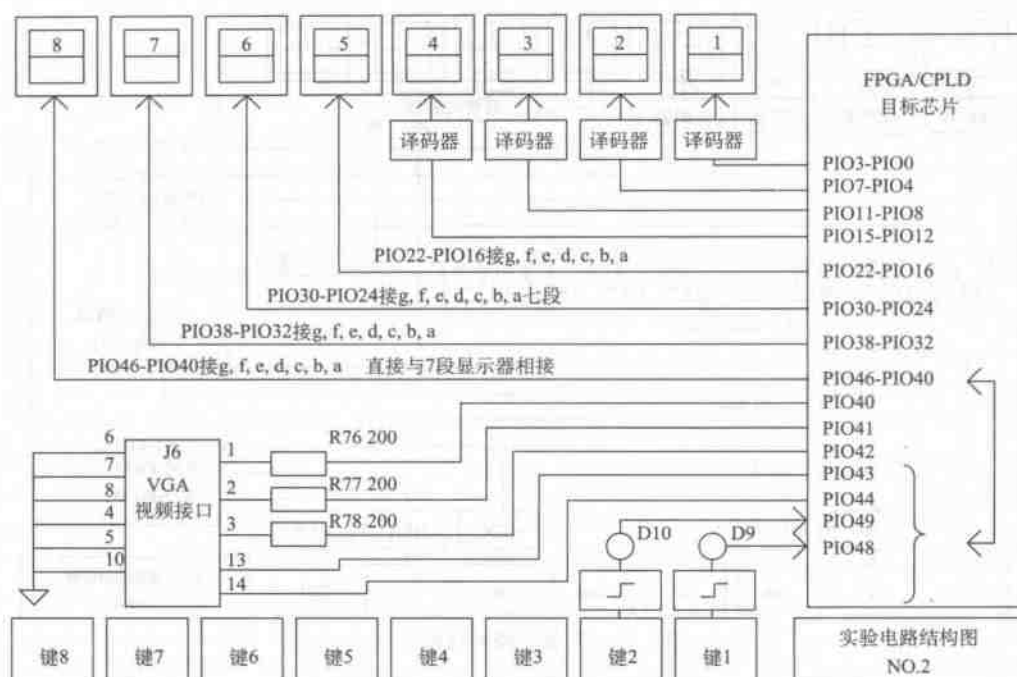 8
7
6
5
4
3
2
1
FPGA/CPLD
目标芯片
译码器
译码器
译码器
译码器
PIO3-PIO0
PIO7-PIO4
PIO11-PIO8
PIO15-PIO12
PIO22-PIO16接g, f, e, d, c, b, a
PIO22-PIO16
PIO30-PIO24接g, f, e, d, c, b, a七段
PIO30-PIO24
PIO38-PIO32接g, f, e, d, c, b, a
PIO38-PIO32
PIO46-PIO40接g, f, e, d, c, b, a 直接与7段显示器相接
PIO46-PIO40
PIO40
PIO41
PIO42
PIO43
PIO44
PIO49
PIO48
6
7
8
4
5
10
J6
VGA
视频接口
1
2
3
13
14
R76 200
R77 200
R78 200
D10
D9
键8
键7
键6
键5
键4
键3
键2
键1
实验电路结构图
NO.2